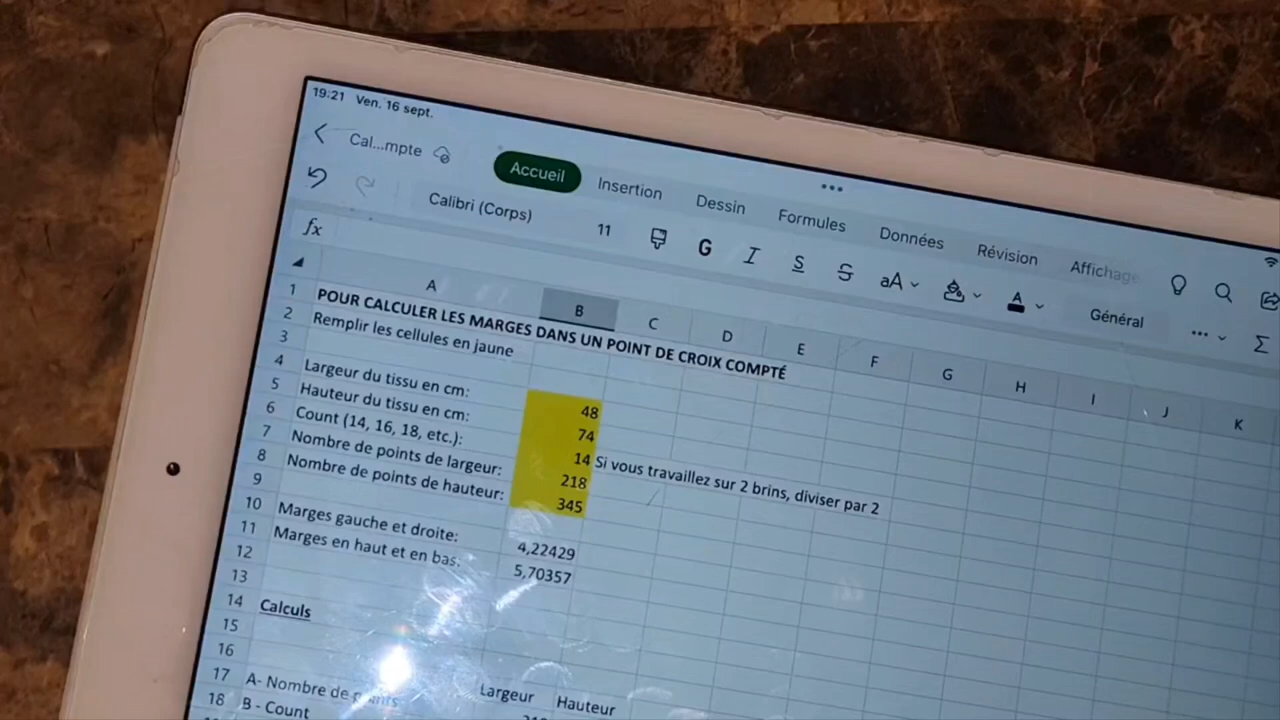 19:21 Ven. 16 sept.
Cal...mpte Accueil Insertion Dessin Formules Données Révision Affichage
Calibri (Corps) 11 G I S S aA A Général
fx
A B C D E F G H I J K
1 POUR CALCULER LES MARGES DANS UN POINT DE CROIX COMPTÉ
2 Remplir les cellules en jaune
3
4 Largeur du tissu en cm: 48
5 Hauteur du tissu en cm: 74
6 Count (14, 16, 18, etc.): 14 Si vous travaillez sur 2 brins, diviser par 2
7 Nombre de points de largeur: 218
8 Nombre de points de hauteur: 345
9
10 Marges gauche et droite: 4,22429
11 Marges en haut et en bas: 5,70357
12
13
14 Calculs
15
16
17 Largeur Hauteur
18 A- Nombre de points
B - Count